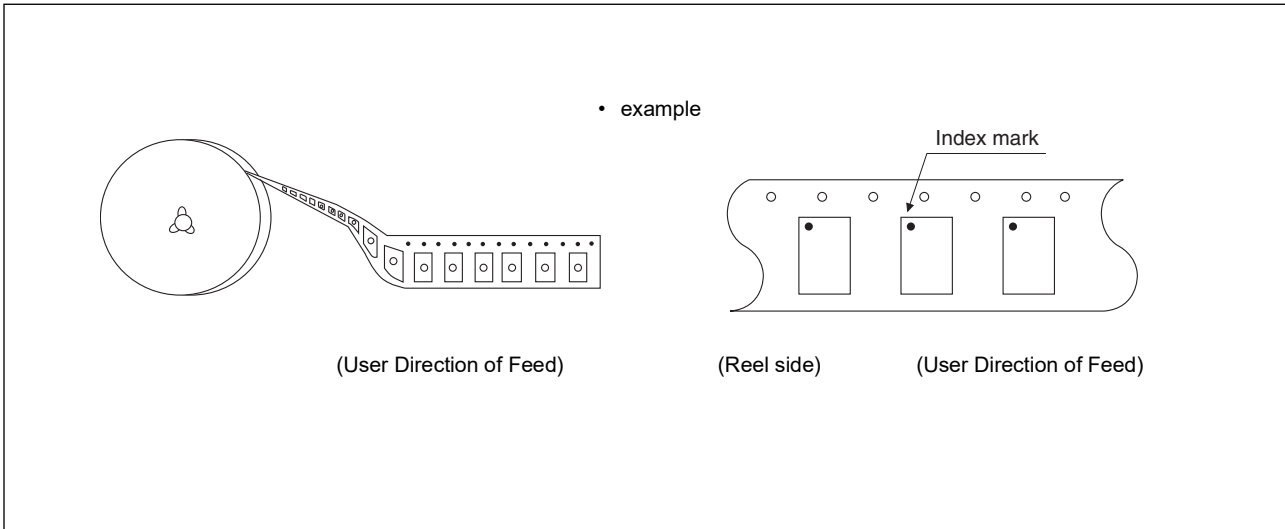 • example
Index mark
(User Direction of Feed)
(Reel side)
(User Direction of Feed)